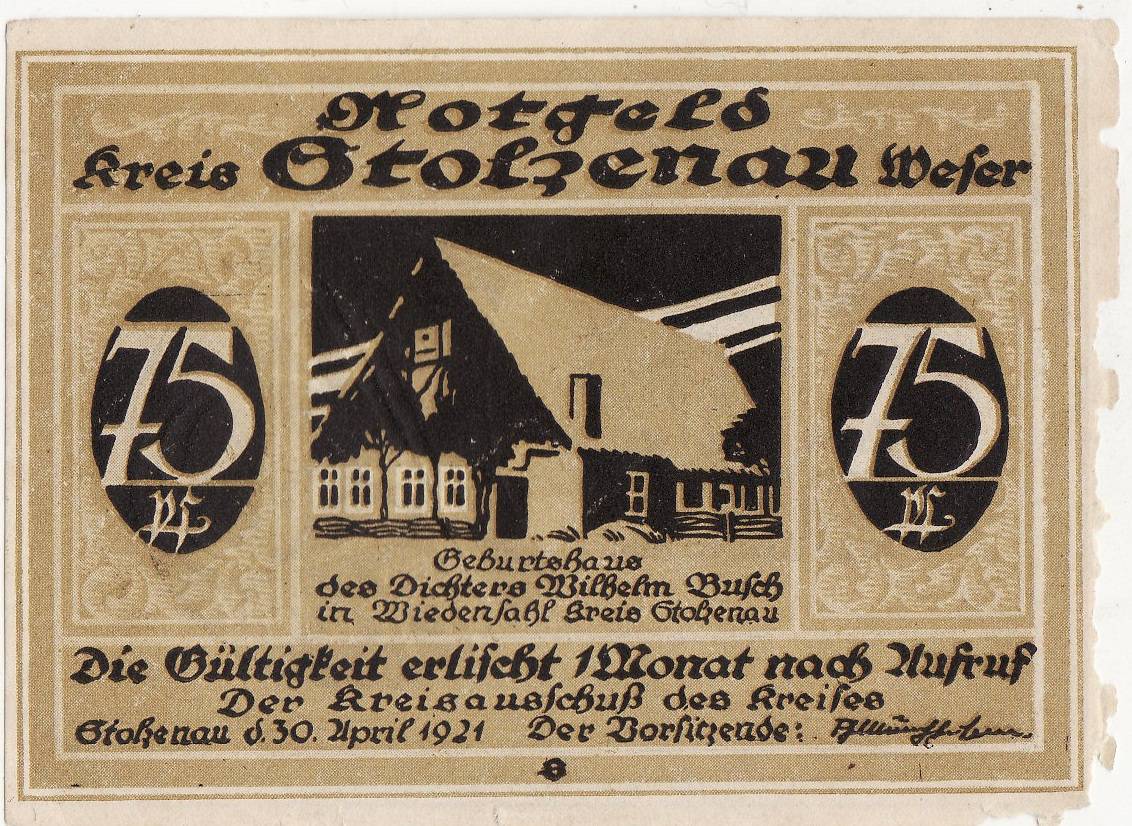 Notgeld
Kreis Stolzenau Weser
75
Pf
75
Pf
Geburtshaus
des Dichters Wilhelm Busch
in Wiedensahl Kreis Stolzenau
Die Gültigkeit erlischt 1 Monat nach Aufruf
Der Kreisausschuß des Kreises
Stolzenau d. 30. April 1921 Der Vorsitzende: